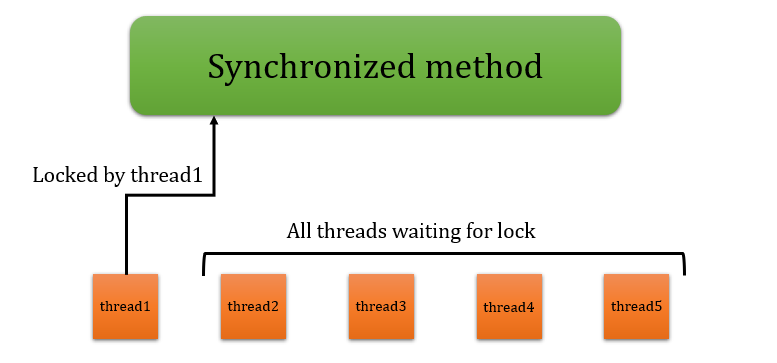 Synchronized method
Locked by thread1
All threads waiting for lock
thread1
thread2
thread3
thread4
thread5